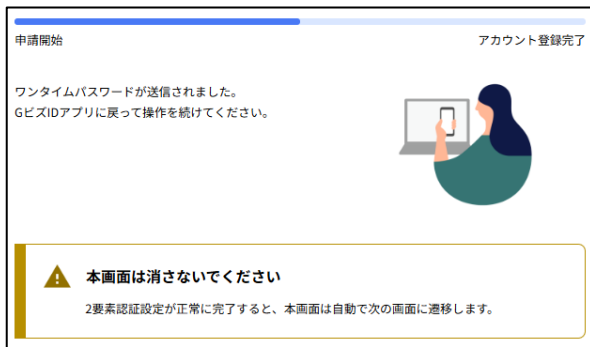 申請開始
アカウント登録完了
ワンタイムパスワードが送信されました。
GビズIDアプリに戻って操作を続けてください。
本画面は消さないでください
2要素認証設定が正常に完了すると、本画面は自動で次の画面に遷移します。